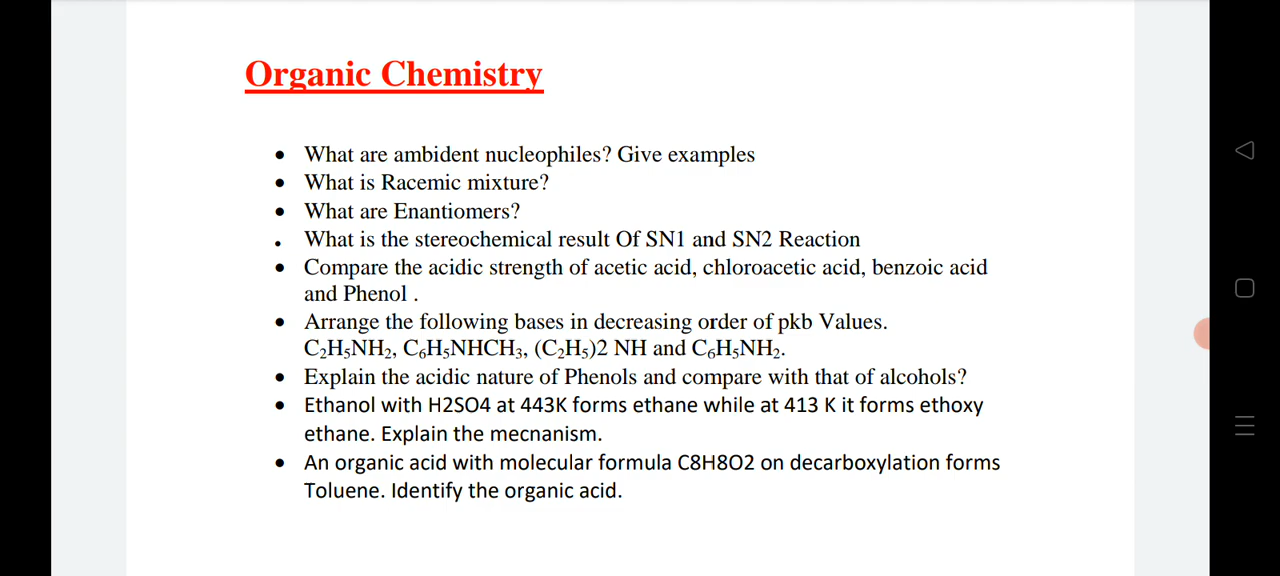 Organic Chemistry
• What are ambident nucleophiles? Give examples
• What is Racemic mixture?
• What are Enantiomers?
• What is the stereochemical result Of SN1 and SN2 Reaction
• Compare the acidic strength of acetic acid, chloroacetic acid, benzoic acid
and Phenol .
• Arrange the following bases in decreasing order of pkb Values.
C₂H₅NH₂, C₆H₅NHCH₃, (C₂H₅)2 NH and C₆H₅NH₂.
• Explain the acidic nature of Phenols and compare with that of alcohols?
• Ethanol with H2SO4 at 443K forms ethane while at 413 K it forms ethoxy
ethane. Explain the mecnanism.
• An organic acid with molecular formula C8H8O2 on decarboxylation forms
Toluene. Identify the organic acid.